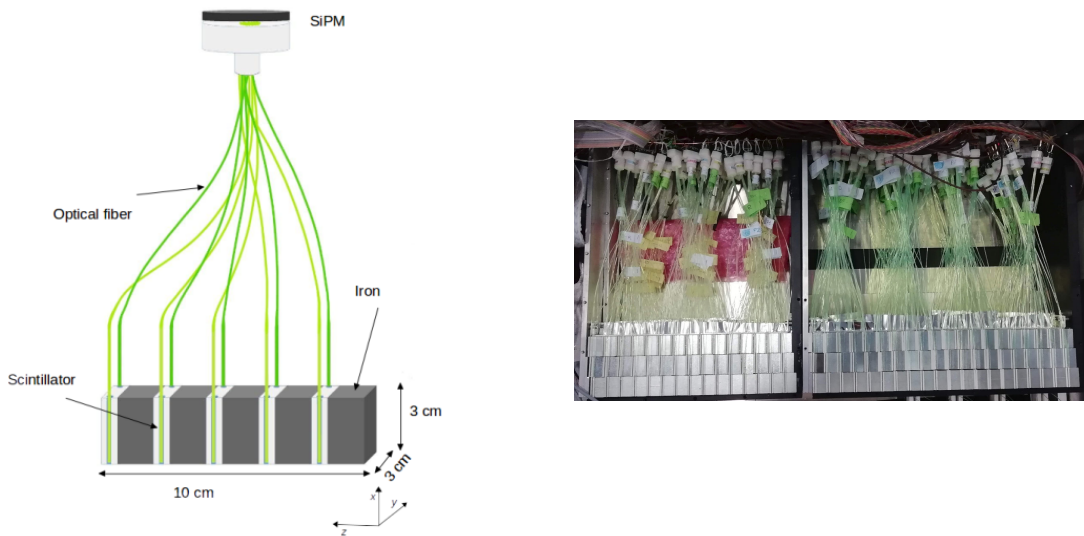 SiPM
Optical fiber
Iron
Scintillator
3 cm
3 cm
10 cm
x
y
z